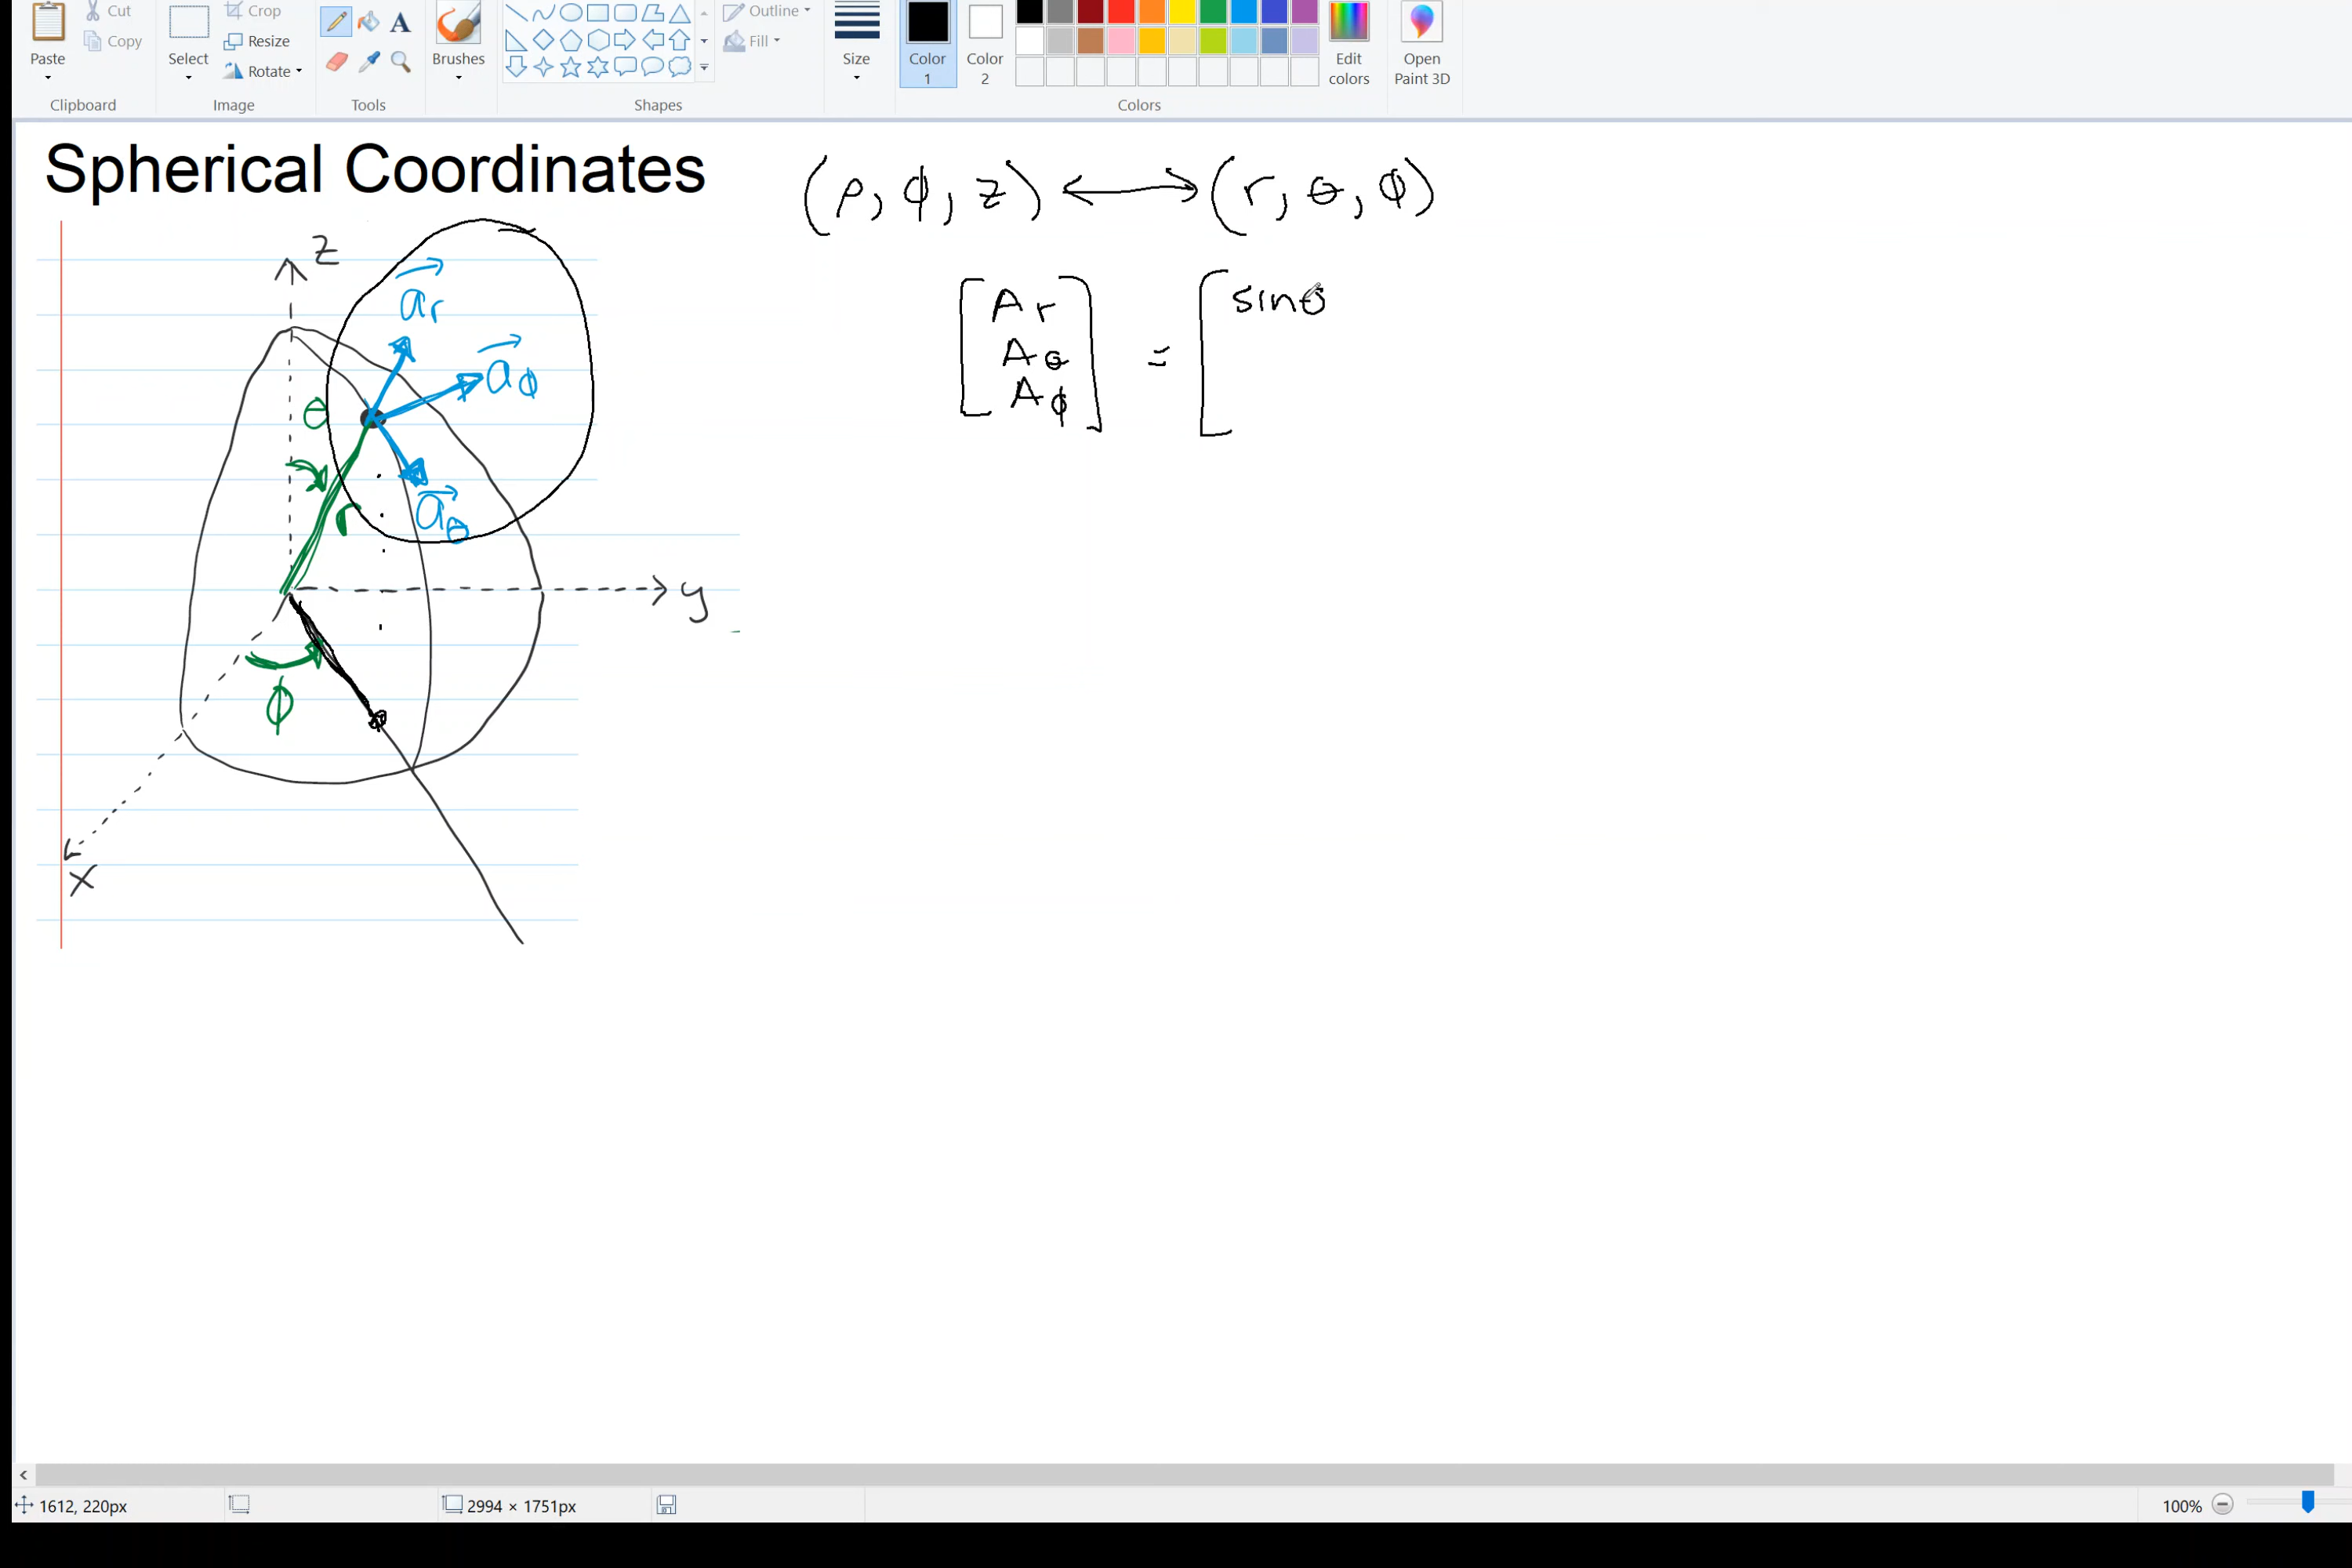 Paste
Cut
Copy
Clipboard
Select
Crop
Resize
Rotate
Image
Tools
A
Brushes
Shapes
Outline
Fill
Size
Color 1
Color 2
Colors
Edit colors
Open Paint 3D
Spherical Coordinates
(ρ, ϕ, z) ⟷ (r, θ, ϕ)
z
a⃗r
a⃗ϕ
θ
a⃗θ
r
y
ϕ
x
[Ar
Aθ
Aϕ] = [sinθ
1612, 220px
2994 × 1751px
100%